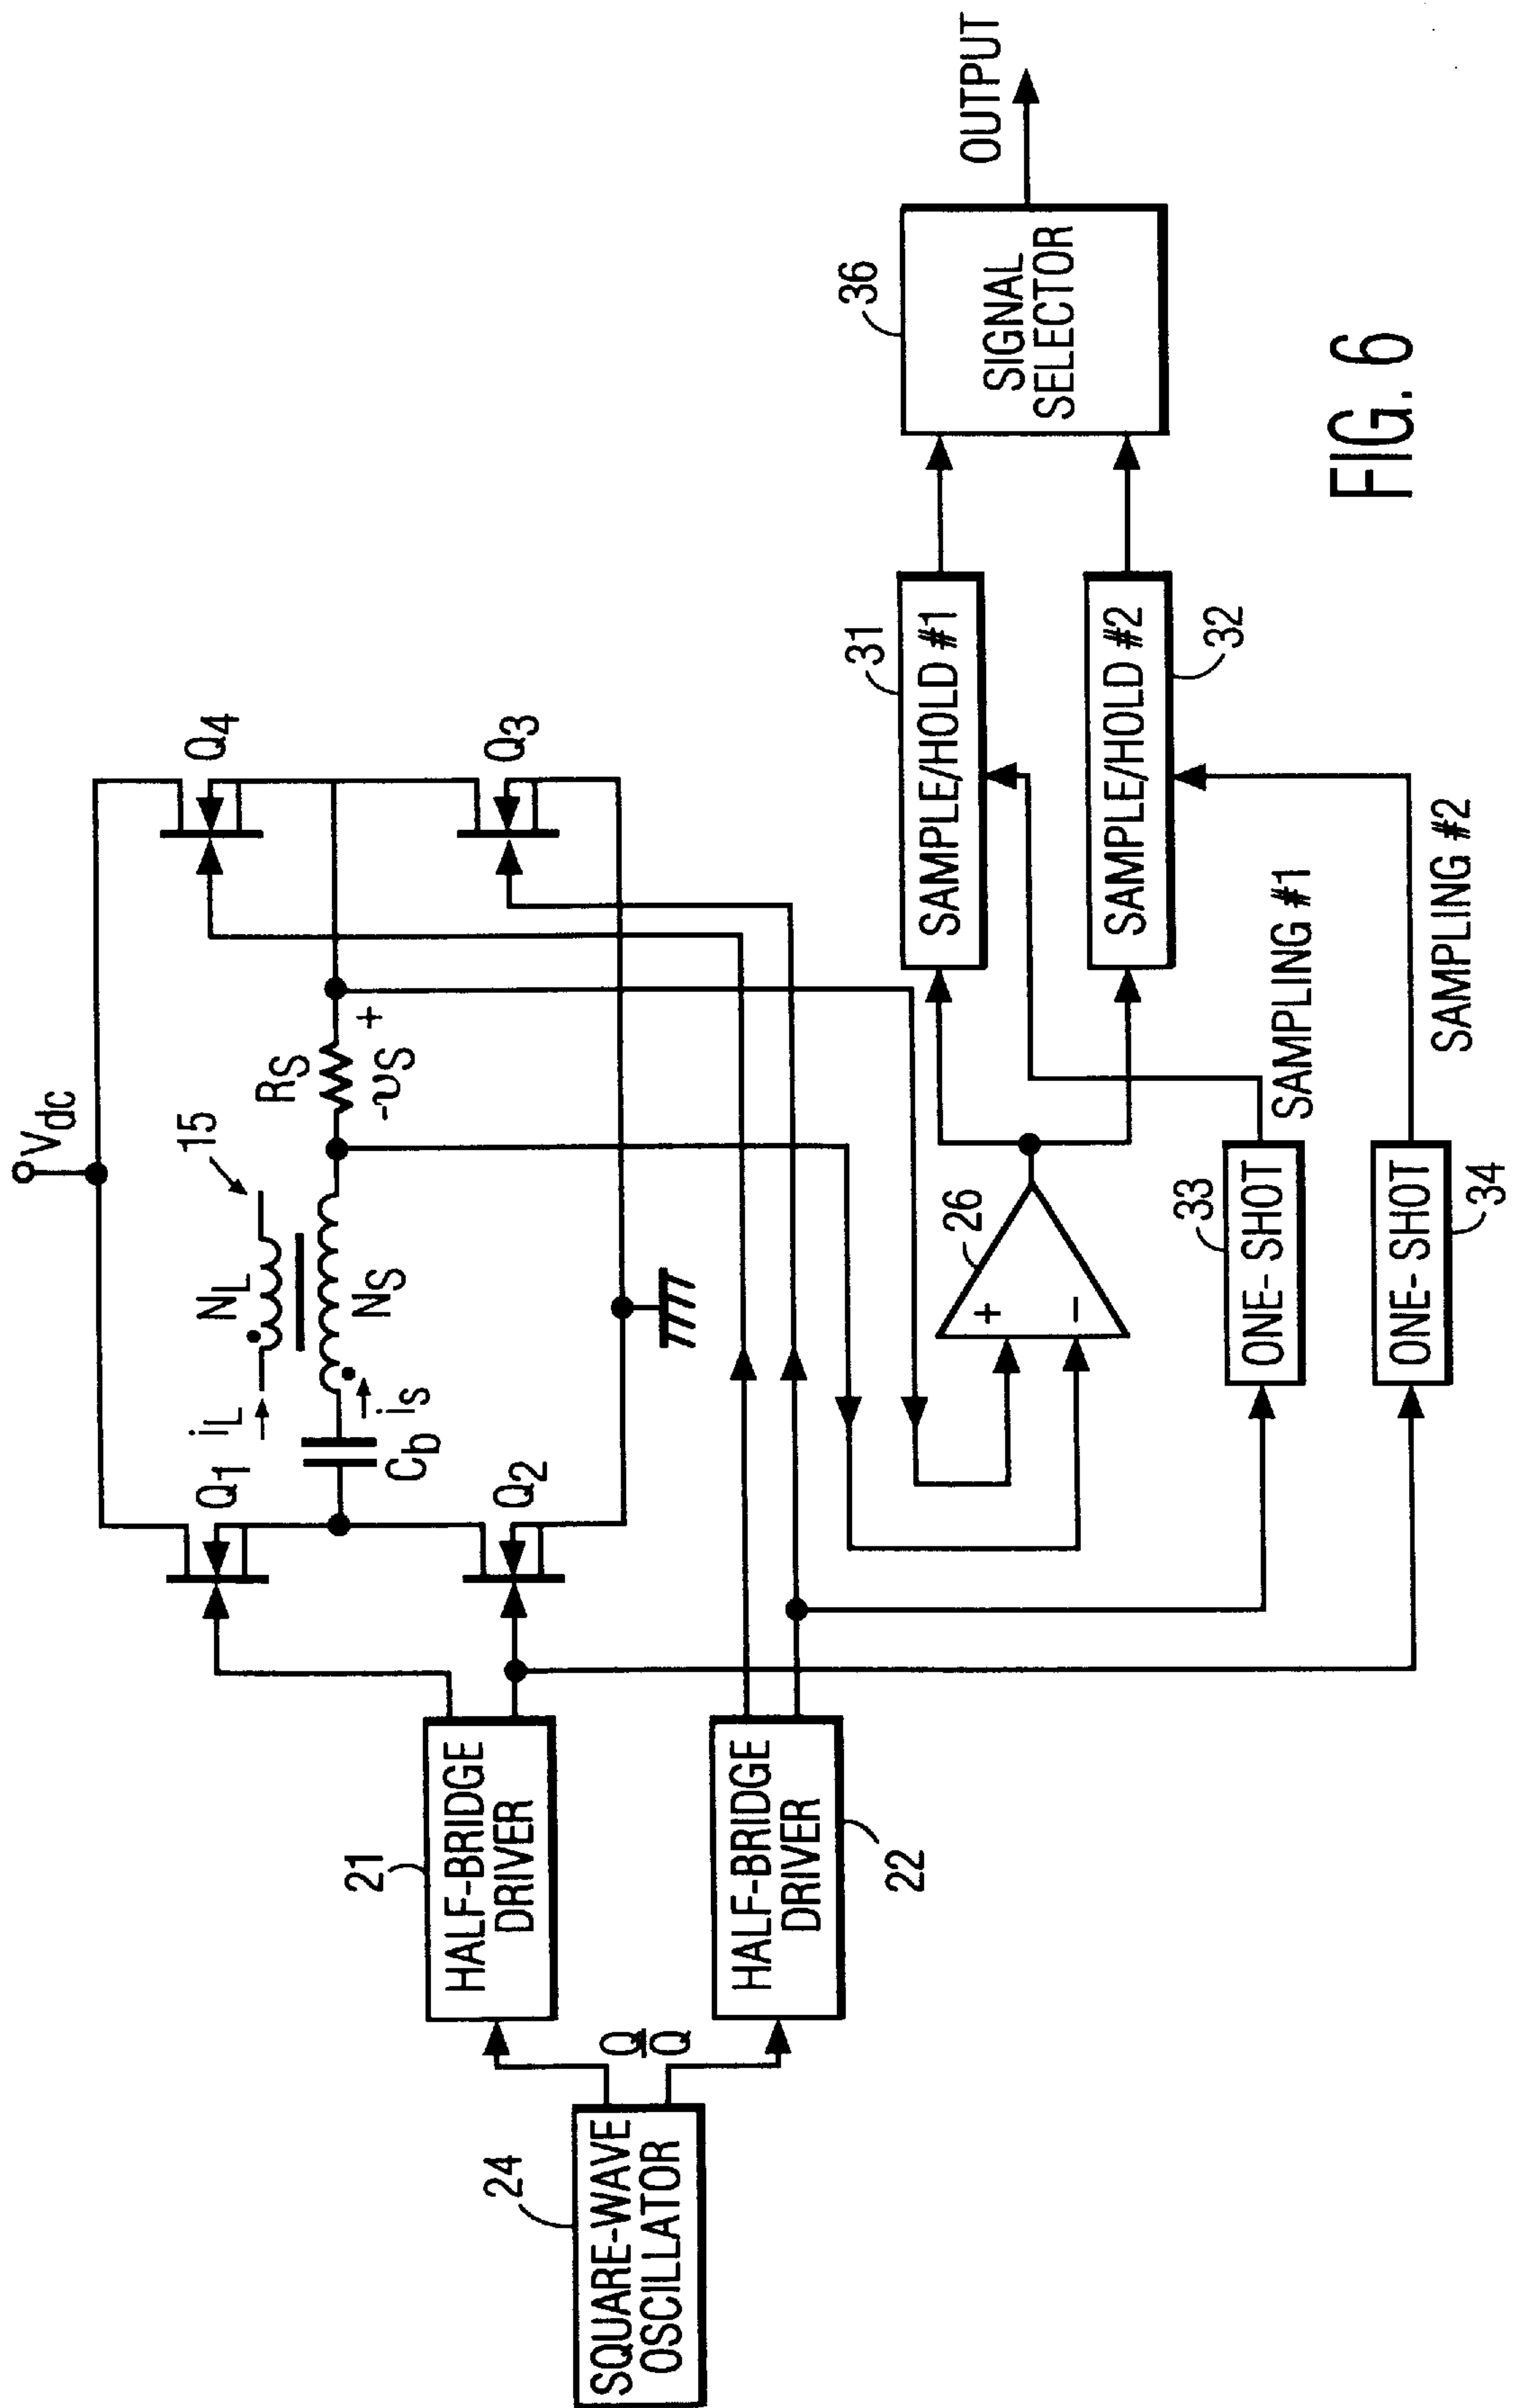 Vdc
15
Q1
iL
NL
RS
Q4
Cb
is
NS
-υS +
Q2
Q3
21
HALF-BRIDGE
DRIVER
24
SQUARE-WAVE
OSCILLATOR
Q
Q̅
HALF-BRIDGE
DRIVER
22
26
+
−
31
SAMPLE/HOLD #1
SAMPLE/HOLD #2
32
36
SIGNAL
SELECTOR
OUTPUT
33
ONE-SHOT
SAMPLING #1
ONE-SHOT
34
SAMPLING #2
FIG. 6